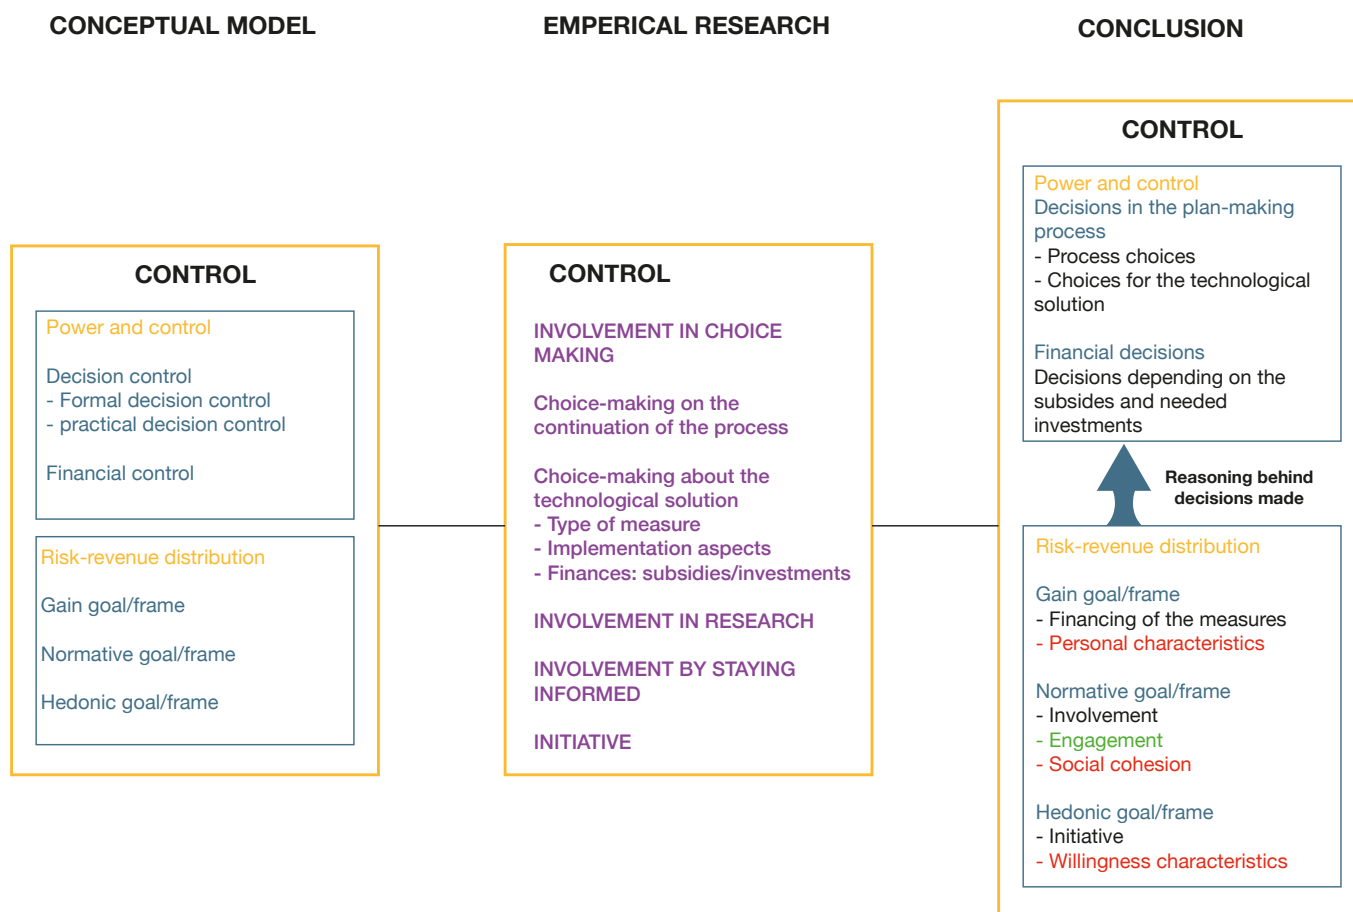 CONCEPTUAL MODEL
EMPERICAL RESEARCH
CONCLUSION
CONTROL
Power and control
Decision control
- Formal decision control
- practical decision control
Financial control
Risk-revenue distribution
Gain goal/frame
Normative goal/frame
Hedonic goal/frame
CONTROL
INVOLVEMENT IN CHOICE
MAKING
Choice-making on the
continuation of the process
Choice-making about the
technological solution
- Type of measure
- Implementation aspects
- Finances: subsidies/investments
INVOLVEMENT IN RESEARCH
INVOLVEMENT BY STAYING
INFORMED
INITIATIVE
CONTROL
Power and control
Decisions in the plan-making
process
- Process choices
- Choices for the technological
solution
Financial decisions
Decisions depending on the
subsides and needed
investments
Reasoning behind
decisions made
Risk-revenue distribution
Gain goal/frame
- Financing of the measures
- Personal characteristics
Normative goal/frame
- Involvement
- Engagement
- Social cohesion
Hedonic goal/frame
- Initiative
- Willingness characteristics